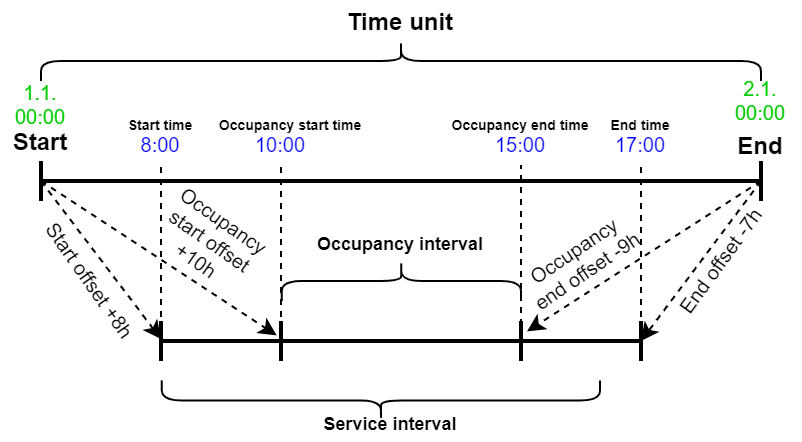 Time unit
1.1.
00:00
Start
2.1.
00:00
End
Start time
8:00
Occupancy start time
10:00
Occupancy end time
15:00
End time
17:00
Start offset +8h
Occupancy
start offset
+10h
Occupancy interval
Occupancy
end offset -9h
End offset -7h
Service interval